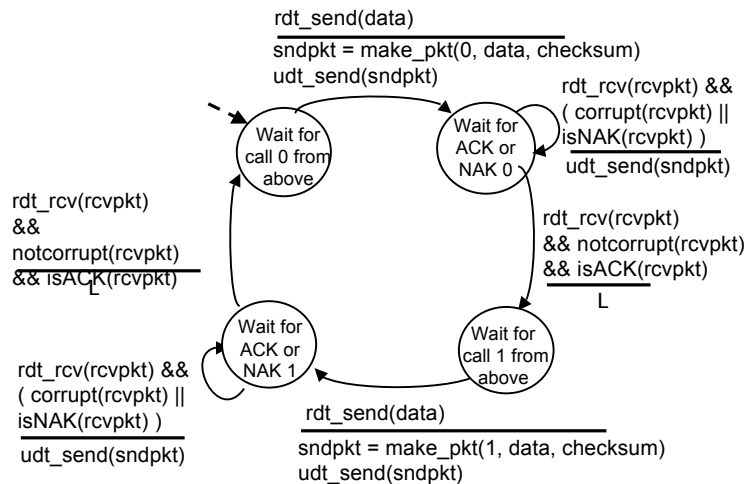 rdt_send(data)
sndpkt = make_pkt(0, data, checksum)
udt_send(sndpkt)
Wait for
call 0 from
above
Wait for
ACK or
NAK 0
rdt_rcv(rcvpkt) &&
( corrupt(rcvpkt) ||
isNAK(rcvpkt) )
udt_send(sndpkt)
rdt_rcv(rcvpkt)
&&
notcorrupt(rcvpkt)
&& isACK(rcvpkt)
L
rdt_rcv(rcvpkt)
&& notcorrupt(rcvpkt)
&& isACK(rcvpkt)
L
Wait for
ACK or
NAK 1
Wait for
call 1 from
above
rdt_rcv(rcvpkt) &&
( corrupt(rcvpkt) ||
isNAK(rcvpkt) )
udt_send(sndpkt)
rdt_send(data)
sndpkt = make_pkt(1, data, checksum)
udt_send(sndpkt)